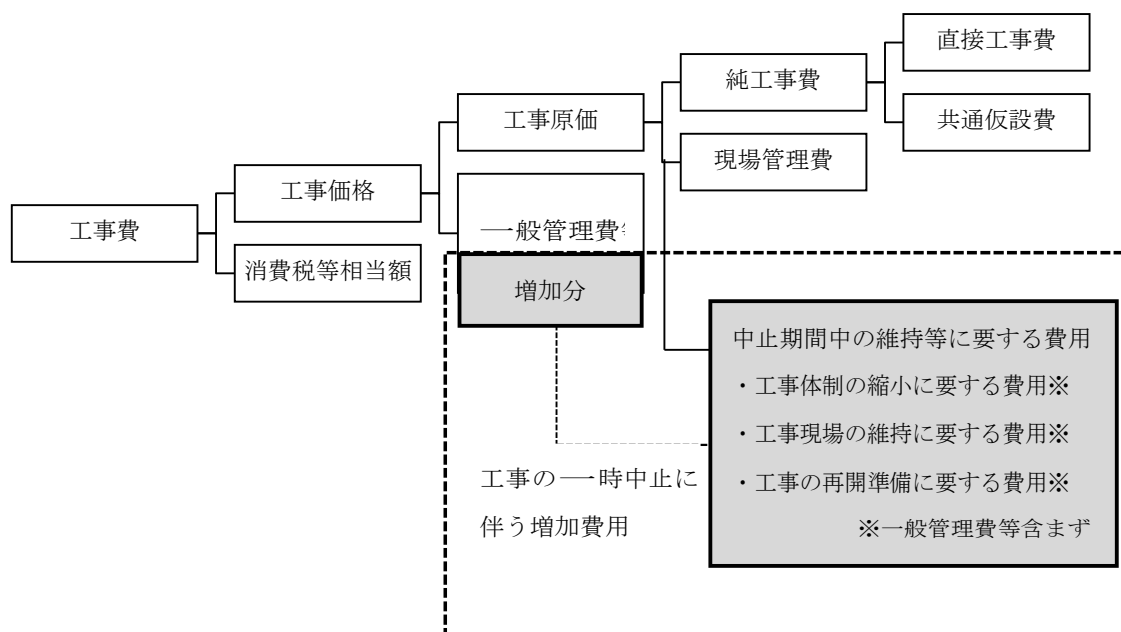 直接工事費
純工事費
共通仮設費
工事原価
現場管理費
工事価格
一般管理費
工事費
消費税等相当額
増加分
中止期間中の維持等に要する費用
・工事体制の縮小に要する費用※
・工事現場の維持に要する費用※
・工事の再開準備に要する費用※
※一般管理費等含まず
工事の一時中止に
伴う増加費用